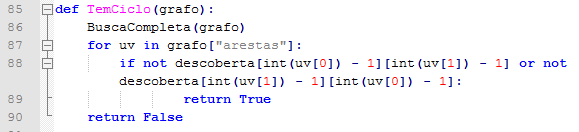 85 def TemCiclo(grafo):
86 BuscaCompleta(grafo)
87 for uv in grafo["arestas"]:
88 if not descoberta[int(uv[0]) - 1][int(uv[1]) - 1] or not
descoberta[int(uv[1]) - 1][int(uv[0]) - 1]:
89 return True
90 return False